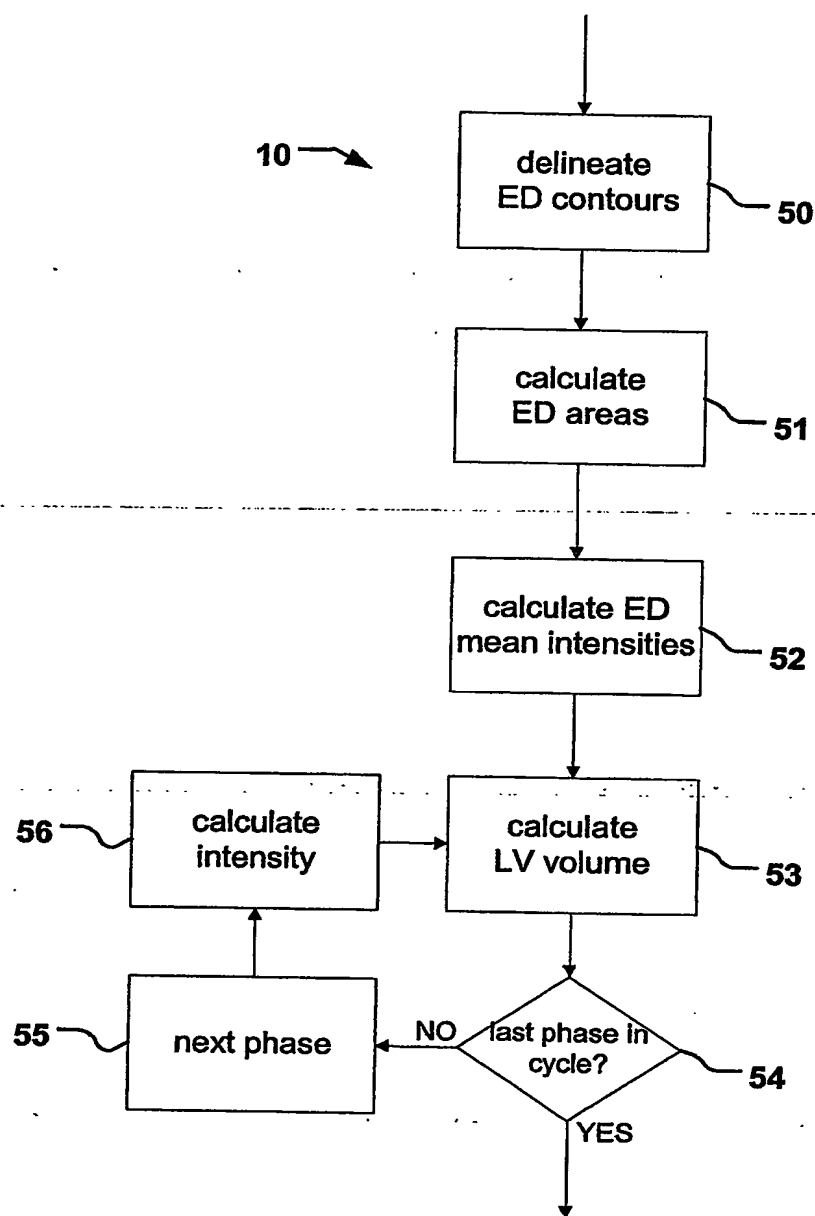 10
delineate
ED contours
50
calculate
ED areas
51
calculate ED
mean intensities
52
56
calculate
intensity
calculate
LV volume
53
55
next phase
NO
last phase in
cycle?
54
YES